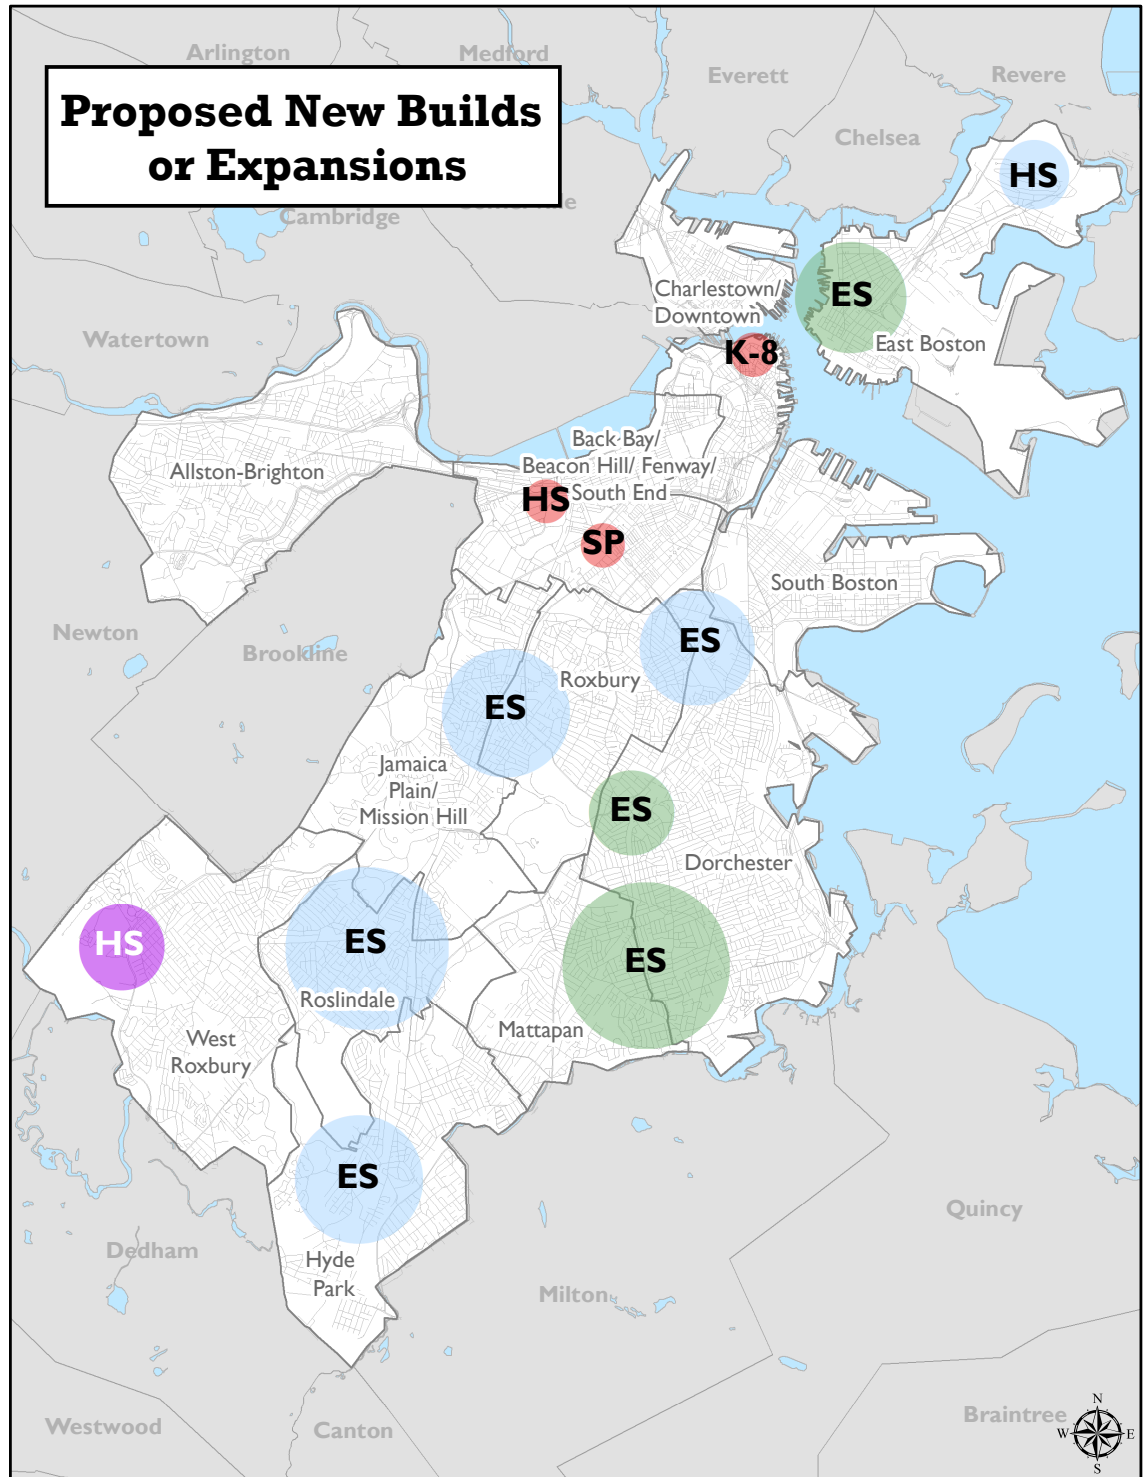 Arlington
Medford
Everett
Revere
Proposed New Builds
or Expansions
Chelsea
HS
Cambridge
Charlestown/
Downtown
ES
East Boston
K-8
Watertown
Back Bay/
Beacon Hill/ Fenway/
South End
Allston-Brighton
HS
SP
South Boston
Newton
Brookline
ES
Roxbury
ES
Jamaica
Plain/
Mission Hill
ES
Dorchester
HS
ES
ES
Roslindale
Mattapan
West
Roxbury
ES
Quincy
Dedham
Hyde
Park
Milton
Westwood
Canton
Braintree
N
W
E
S